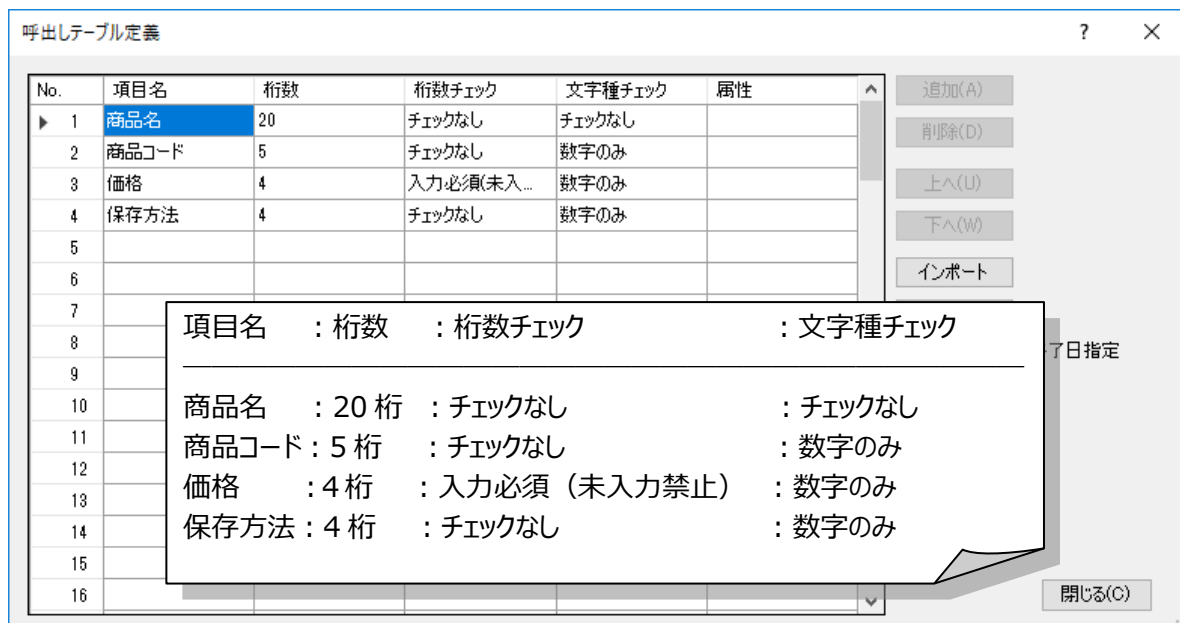 呼出しテーブル定義 ? ×
No. 項目名 桁数 桁数チェック 文字種チェック 属性
1 商品名 20 チェックなし チェックなし
2 商品コード 5 チェックなし 数字のみ
3 価格 4 入力必須(未入... 数字のみ
4 保存方法 4 チェックなし 数字のみ
5
6
7
8
9
10
11
12
13
14
15
16
追加(A)
削除(D)
上へ(U)
下へ(W)
インポート
了日指定
項目名 :桁数 :桁数チェック :文字種チェック
商品名 :20 桁 :チェックなし :チェックなし
商品コード:5 桁 :チェックなし :数字のみ
価格 :4 桁 :入力必須(未入力禁止) :数字のみ
保存方法:4 桁 :チェックなし :数字のみ
閉じる(C)